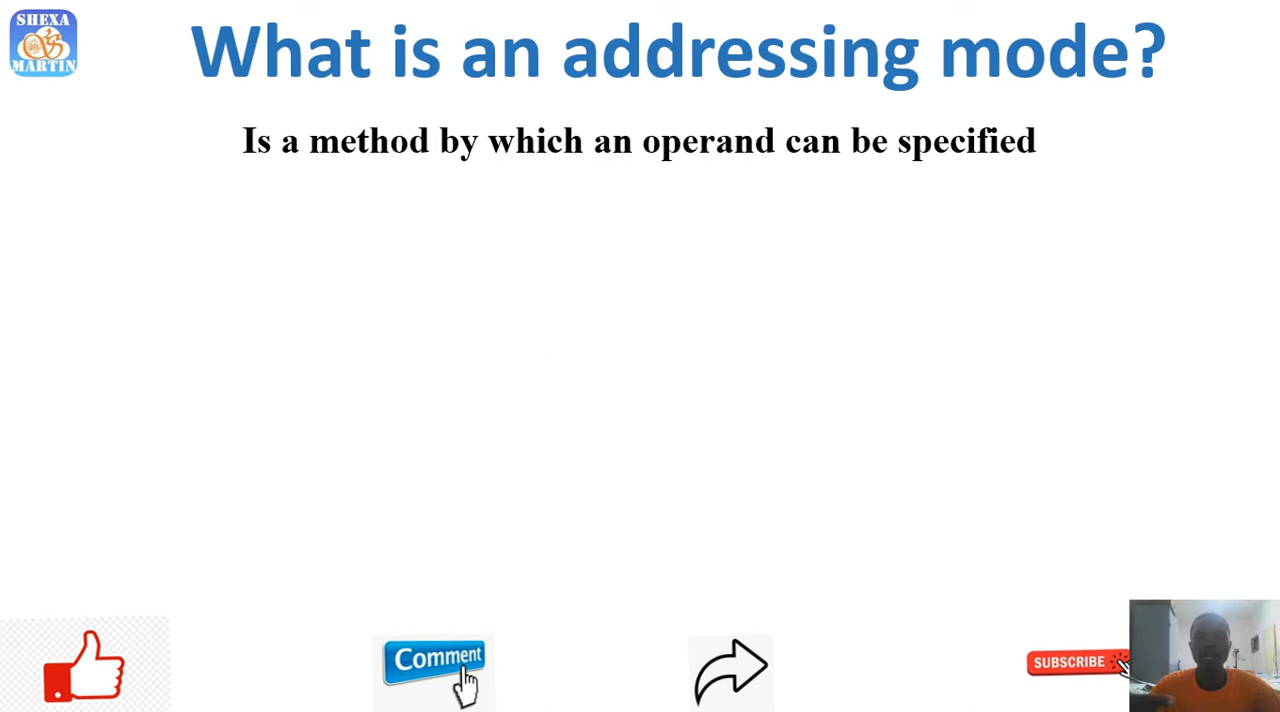 SHEXA
MARTIN
What is an addressing mode?
Is a method by which an operand can be specified
Comment
SUBSCRIBE